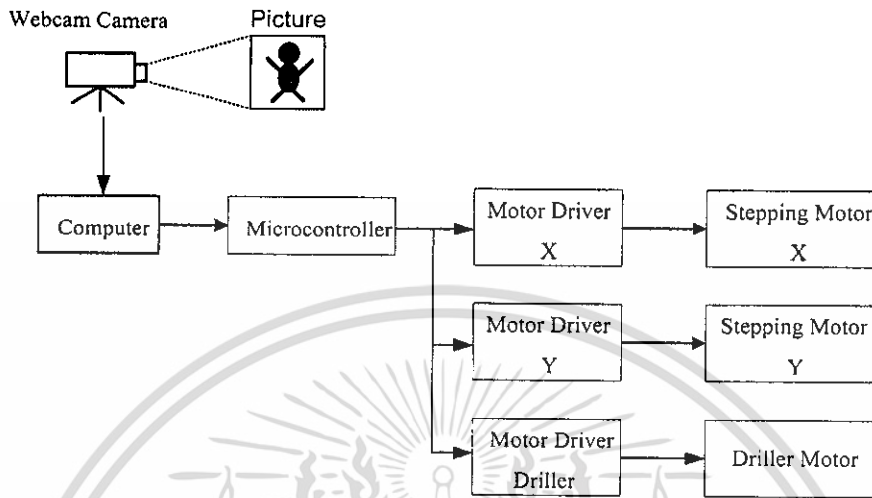 Webcam Camera
Picture
Computer
Microcontroller
Motor Driver
X
Stepping Motor
X
Motor Driver
Y
Stepping Motor
Y
Motor Driver
Driller
Driller Motor